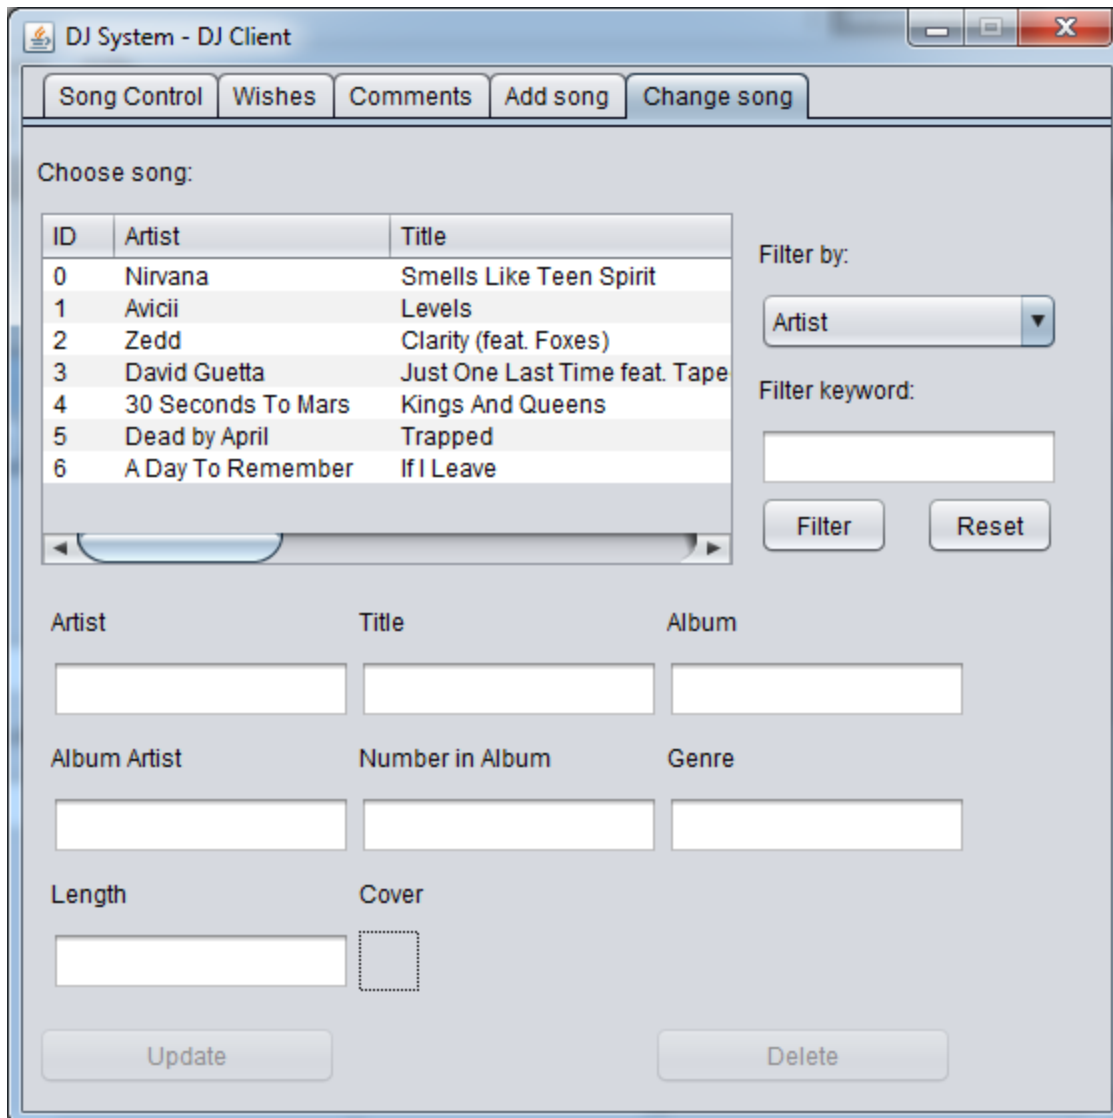 DJ System - DJ Client
Song Control Wishes Comments Add song Change song
Choose song:
ID Artist Title
0 Nirvana Smells Like Teen Spirit
1 Avicii Levels
2 Zedd Clarity (feat. Foxes)
3 David Guetta Just One Last Time feat. Tape
4 30 Seconds To Mars Kings And Queens
5 Dead by April Trapped
6 A Day To Remember If I Leave
Filter by:
Artist
Filter keyword:
Filter Reset
Artist Title Album
Album Artist Number in Album Genre
Length Cover
Update Delete